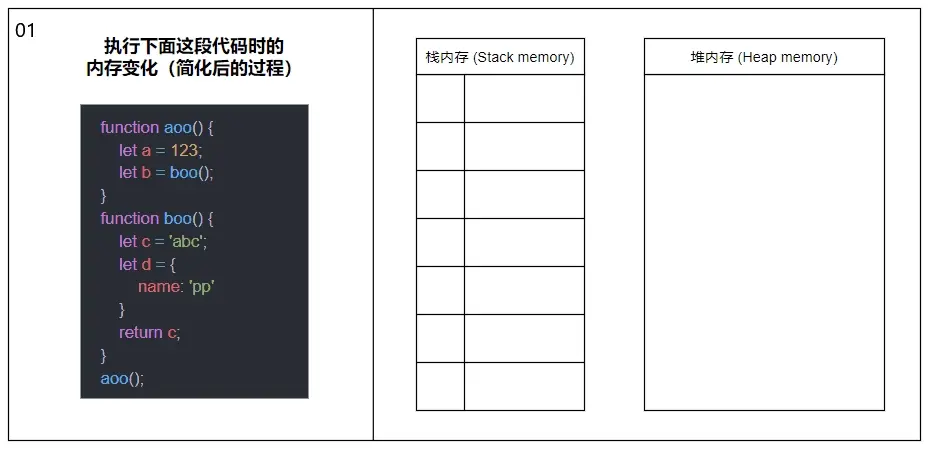 01
执行下面这段代码时的
内存变化（简化后的过程）
function aoo() {
let a = 123;
let b = boo();
}
function boo() {
let c = 'abc';
let d = {
name: 'pp'
}
return c;
}
aoo();
栈内存 (Stack memory)
堆内存 (Heap memory)